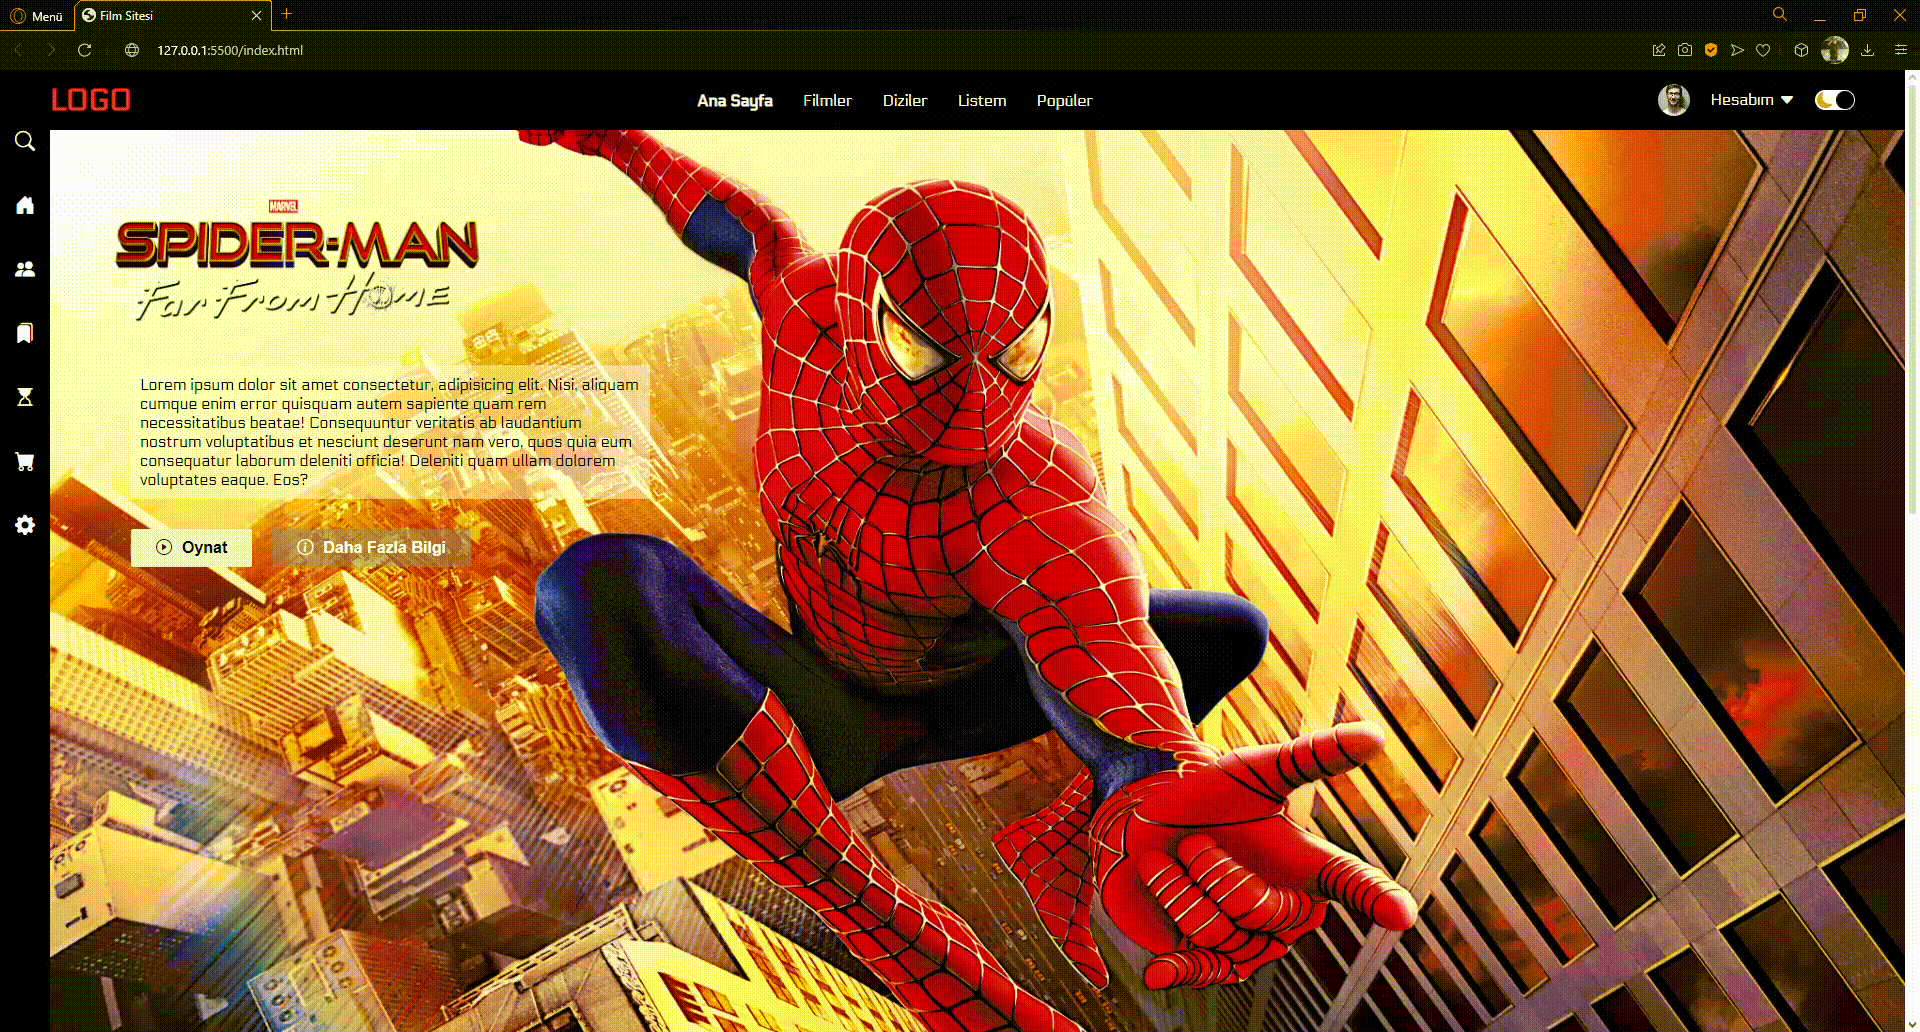 Menü
Film Sitesi
127.0.0.1:5500/index.html
LOGO
Ana Sayfa
Filmler
Diziler
Listem
Popüler
Hesabım
MARVEL
SPIDER-MAN
Far From HOME
Lorem ipsum dolor sit amet consectetur, adipisicing elit. Nisi, aliquam
cumque enim error quisquam autem sapiente quam rem
necessitatibus beatae! Consequuntur veritatis ab laudantium
nostrum voluptatibus et nesciunt deserunt nam vero, quos quia eum
consequatur laborum deleniti officia! Deleniti quam ullam dolorem
voluptates eaque. Eos?
Oynat
Daha Fazla Bilgi